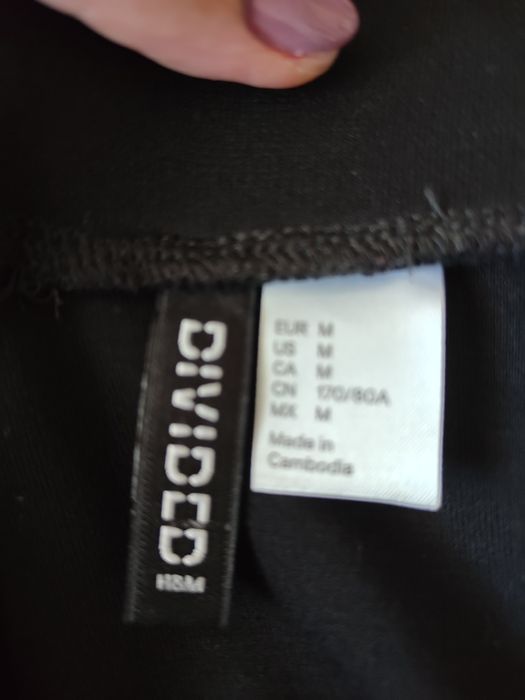 DIVIDED
H&M
EUR M
US M
CA M
CN 170/80A
MX M
Made in
Cambodia